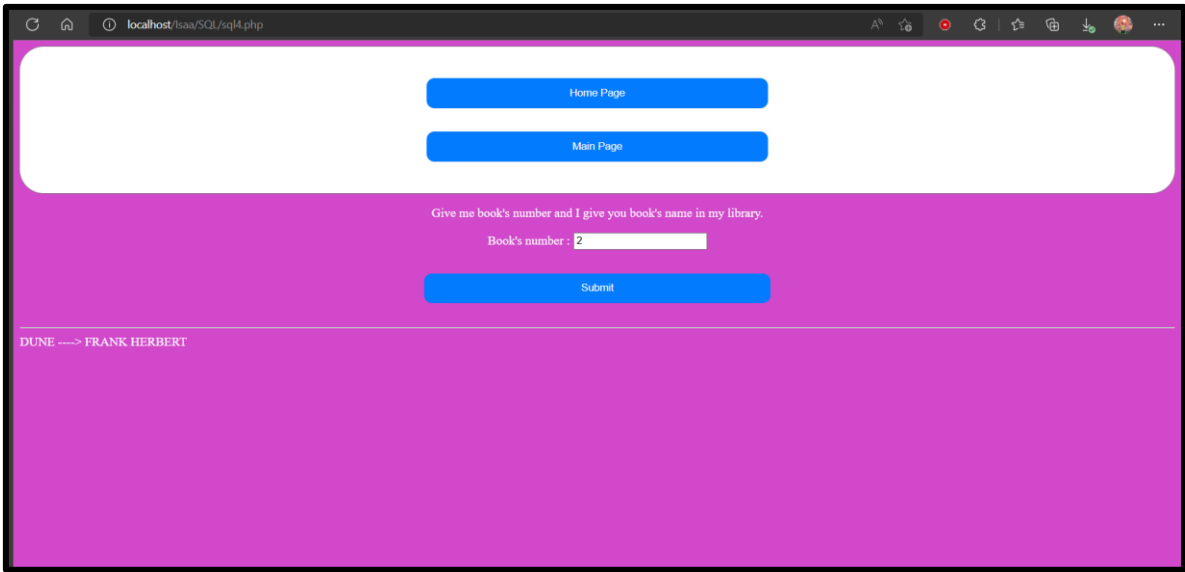 localhost/lsaa/SQL/sql4.php
Home Page
Main Page
Give me book's number and I give you book's name in my library.
Book's number : 2
Submit
DUNE ----> FRANK HERBERT